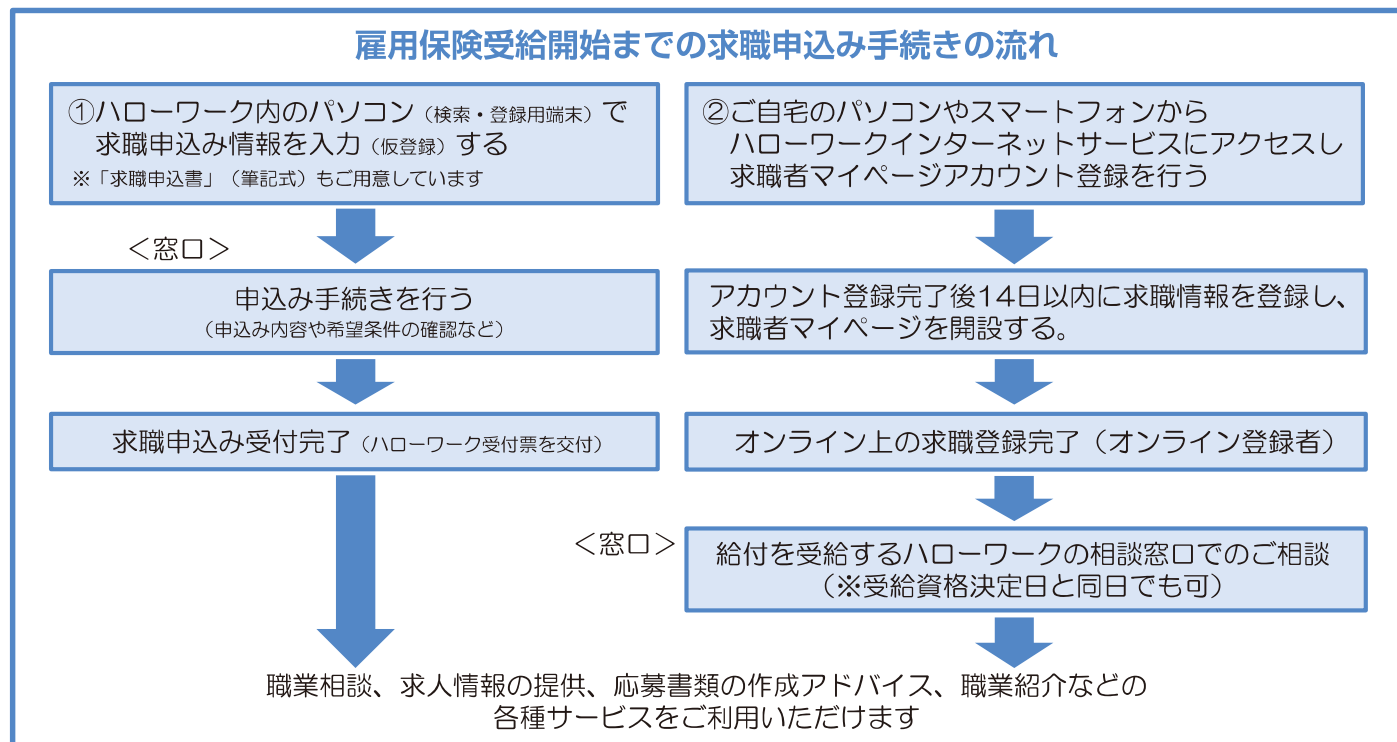 雇用保険受給開始までの求職申込み手続きの流れ
①ハローワーク内のパソコン（検索・登録用端末）で
求職申込み情報を入力（仮登録）する
※「求職申込書」（筆記式）もご用意しています
＜窓口＞
申込み手続きを行う
（申込み内容や希望条件の確認など）
求職申込み受付完了（ハローワーク受付票を交付）
②ご自宅のパソコンやスマートフォンから
ハローワークインターネットサービスにアクセスし
求職者マイページアカウント登録を行う
アカウント登録完了後14日以内に求職情報を登録し、
求職者マイページを開設する。
オンライン上の求職登録完了（オンライン登録者）
＜窓口＞
給付を受給するハローワークの相談窓口でのご相談
（※受給資格決定日と同日でも可）
職業相談、求人情報の提供、応募書類の作成アドバイス、職業紹介などの
各種サービスをご利用いただけます